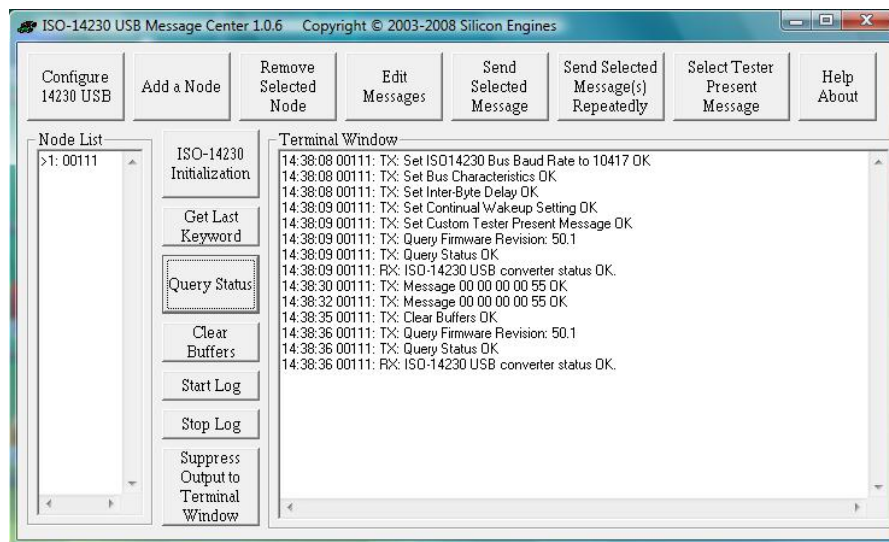 ISO-14230 USB Message Center 1.0.6 Copyright © 2003-2008 Silicon Engines
Configure
14230 USB
Add a Node
Remove
Selected
Node
Edit
Messages
Send
Selected
Message
Send Selected
Message(s)
Repeatedly
Select Tester
Present
Message
Help
About
Node List
>1: 00111
ISO-14230
Initialization
Get Last
Keyword
Query Status
Clear
Buffers
Start Log
Stop Log
Suppress
Output to
Terminal
Window
Terminal Window
14:38:08 00111: TX: Set ISO14230 Bus Baud Rate to 10417 OK
14:38:08 00111: TX: Set Bus Characteristics OK
14:38:08 00111: TX: Set Inter-Byte Delay OK
14:38:09 00111: TX: Set Continual Wakeup Setting OK
14:38:09 00111: TX: Set Custom Tester Present Message OK
14:38:09 00111: TX: Query Firmware Revision: 50.1
14:38:09 00111: TX: Query Status OK
14:38:09 00111: RX: ISO-14230 USB converter status OK.
14:38:30 00111: TX: Message 00 00 00 00 55 OK
14:38:32 00111: TX: Message 00 00 00 00 55 OK
14:38:35 00111: TX: Clear Buffers OK
14:38:36 00111: TX: Query Firmware Revision: 50.1
14:38:36 00111: TX: Query Status OK
14:38:36 00111: RX: ISO-14230 USB converter status OK.